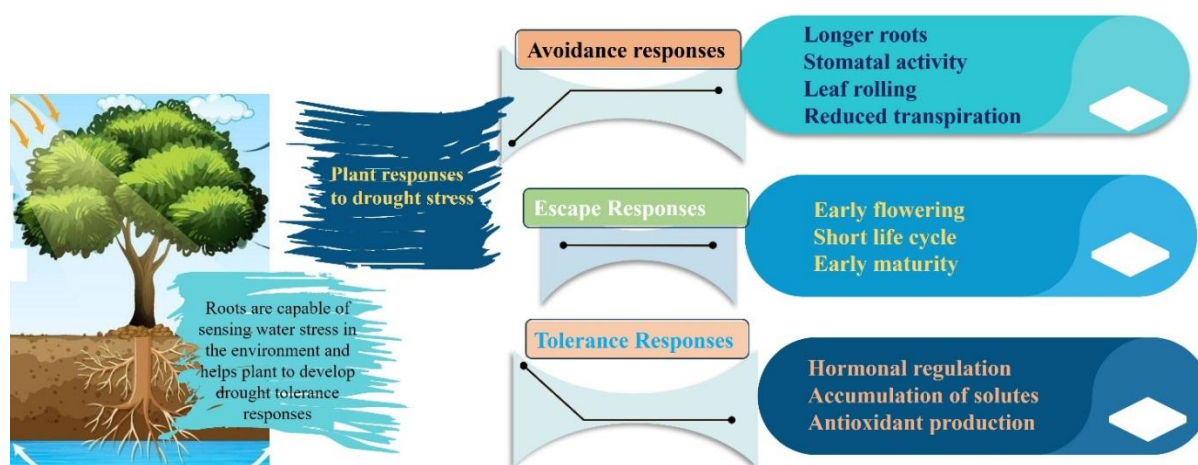 Plant responses
to drought stress
Roots are capable of
sensing water stress in
the environment and
helps plant to develop
drought tolerance
responses
Avoidance responses
Longer roots
Stomatal activity
Leaf rolling
Reduced transpiration
Escape Responses
Early flowering
Short life cycle
Early maturity
Tolerance Responses
Hormonal regulation
Accumulation of solutes
Antioxidant production